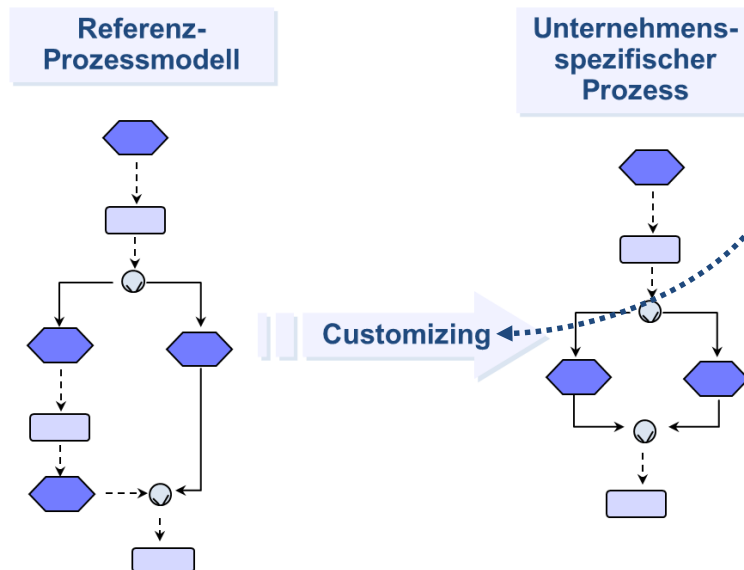 Referenz-
Prozessmodell
Unternehmens-
spezifischer
Prozess
Customizing